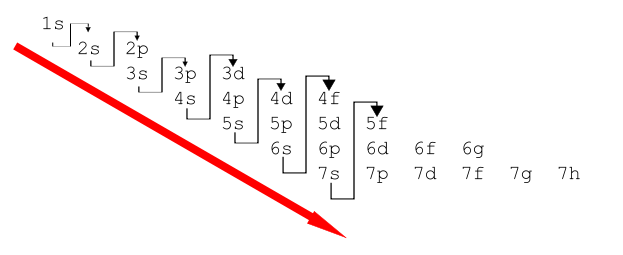 1s
2s 2p
3s 3p 3d
4s 4p 4d 4f
5s 5p 5d 5f
6s 6p 6d 6f 6g
7s 7p 7d 7f 7g 7h